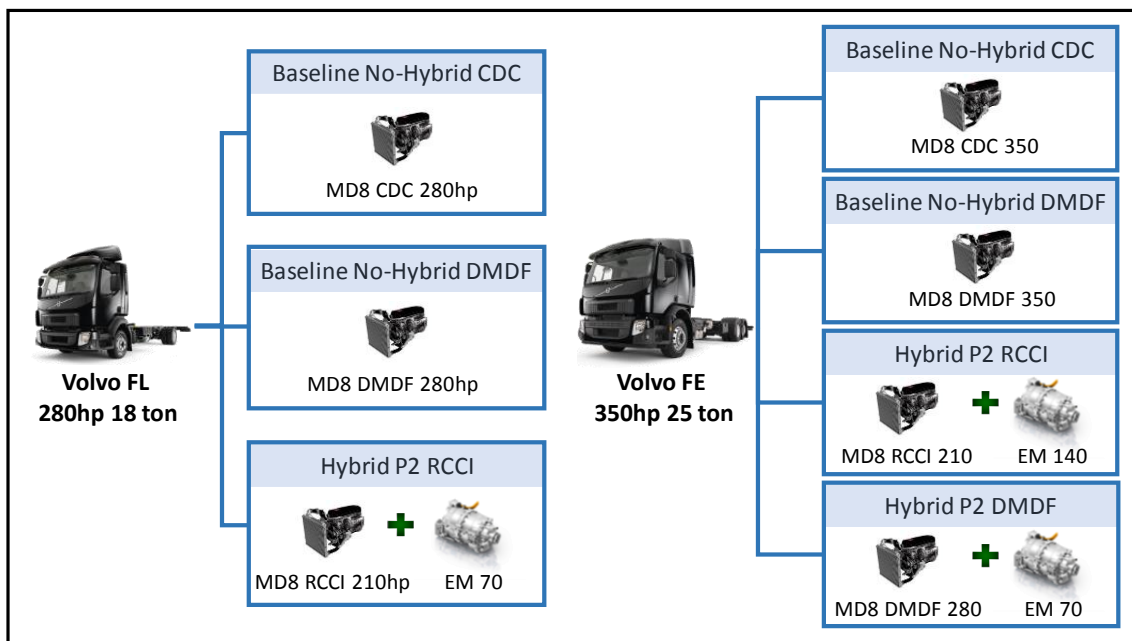 Baseline No-Hybrid CDC
MD8 CDC 280hp
Baseline No-Hybrid DMDF
MD8 DMDF 280hp
Hybrid P2 RCCI
MD8 RCCI 210hp
EM 70
Volvo FL
280hp 18 ton
Baseline No-Hybrid CDC
MD8 CDC 350
Baseline No-Hybrid DMDF
MD8 DMDF 350
Hybrid P2 RCCI
MD8 RCCI 210
EM 140
Hybrid P2 DMDF
MD8 DMDF 280
EM 70
Volvo FE
350hp 25 ton